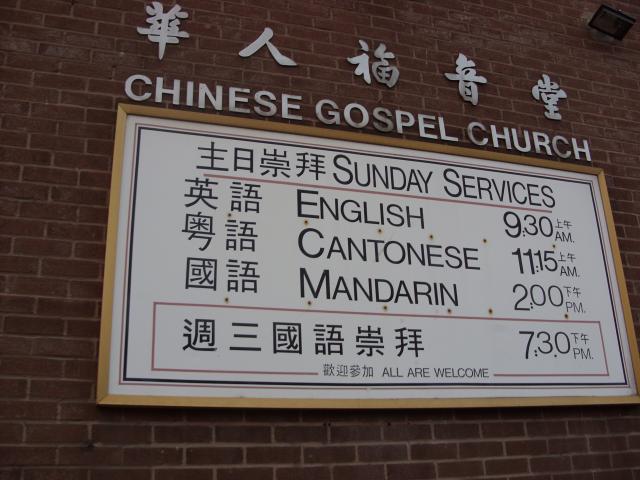 華人福音堂
CHINESE GOSPEL CHURCH
主日崇拜 SUNDAY SERVICES
英語 ENGLISH 9:30 上午 AM.
粵語 CANTONESE 11:15 上午 AM.
國語 MANDARIN 2:00 下午 PM.
週三國語崇拜 7:30 下午 PM.
歡迎參加 ALL ARE WELCOME